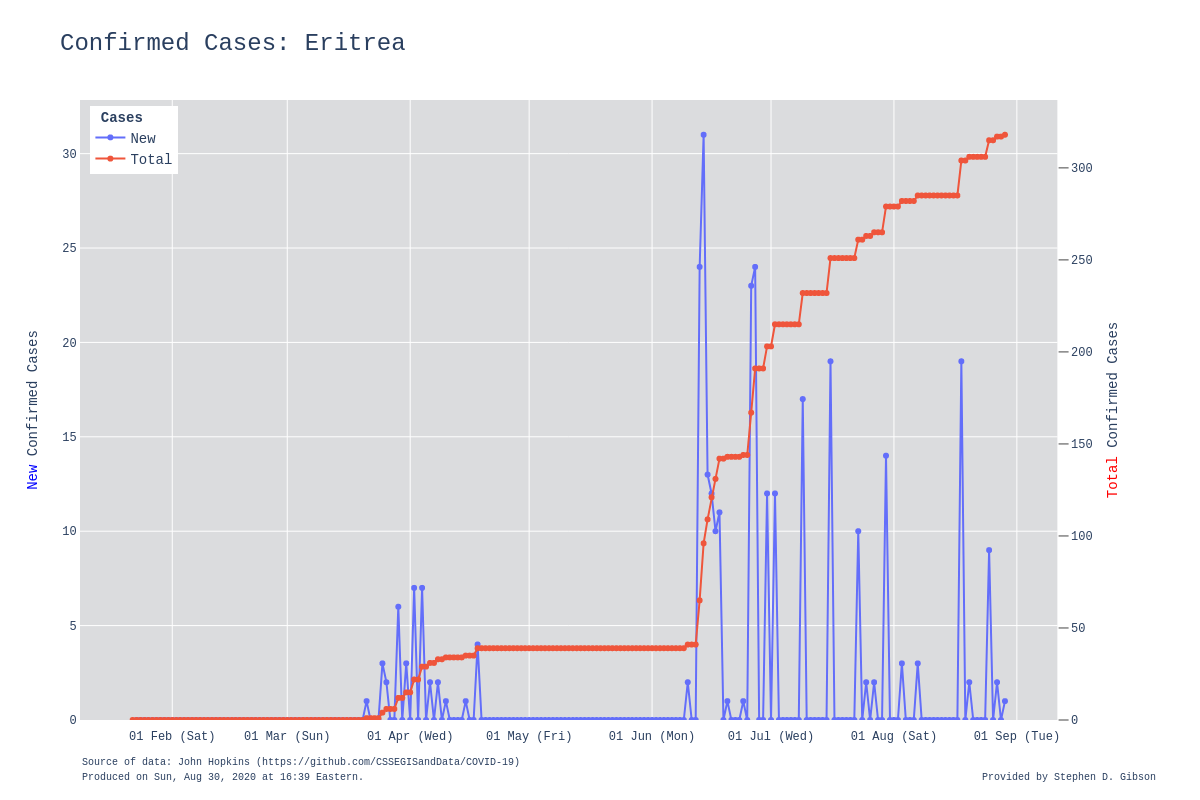 Confirmed Cases: Eritrea
Cases
New
Total
30
25
20
15
10
5
0
300
250
200
150
100
50
0
New Confirmed Cases
Total Confirmed Cases
01 Feb (Sat)
01 Mar (Sun)
01 Apr (Wed)
01 May (Fri)
01 Jun (Mon)
01 Jul (Wed)
01 Aug (Sat)
01 Sep (Tue)
Source of data: John Hopkins (https://github.com/CSSEGISandData/COVID-19)
Produced on Sun, Aug 30, 2020 at 16:39 Eastern.
Provided by Stephen D. Gibson